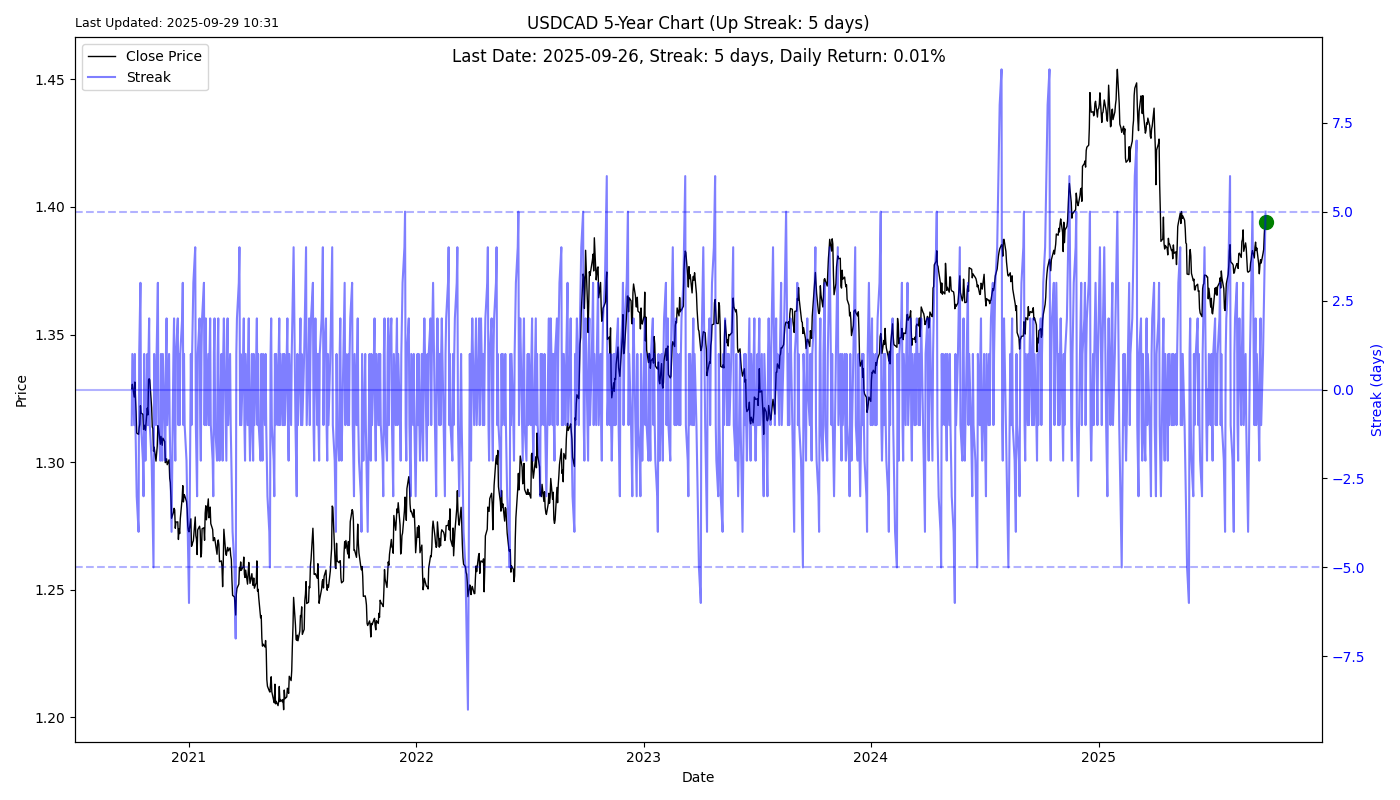 Last Updated: 2025-09-29 10:31
USDCAD 5-Year Chart (Up Streak: 5 days)
Last Date: 2025-09-26, Streak: 5 days, Daily Return: 0.01%
Close Price
Streak
Price
1.45
1.40
1.35
1.30
1.25
1.20
7.5
5.0
2.5
0.0
−2.5
−5.0
−7.5
Streak (days)
2021
2022
2023
2024
2025
Date